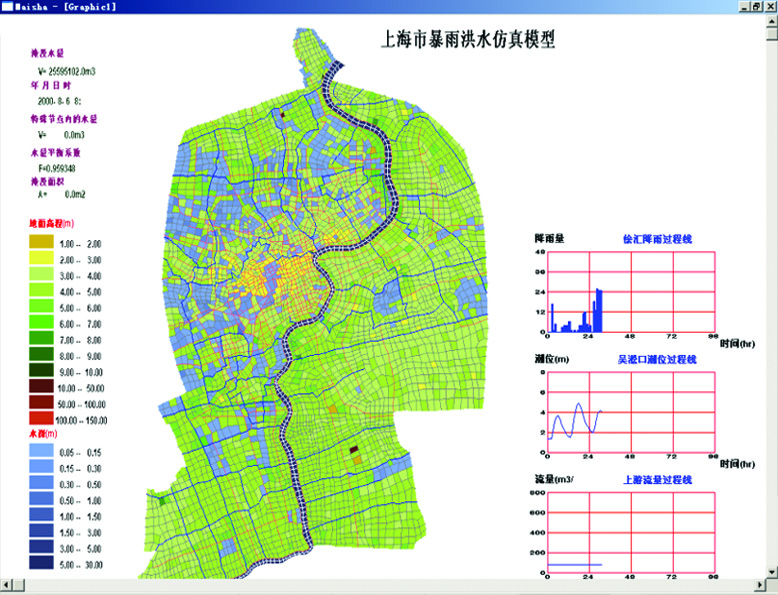 Maisha - [Graphic1]
上海市暴雨洪水仿真模型
淹没水量
V= 25595102.0m3
年 月 日 时
2000- 8- 6 8:
特殊节点内的水量
V= 0.0m3
水量平衡系数
F=0.959348
淹没面积
A= 0.0m2
地面高程(m)
1.00 -- 2.00
2.00 -- 3.00
3.00 -- 4.00
4.00 -- 5.00
5.00 -- 6.00
6.00 -- 7.00
7.00 -- 8.00
8.00 -- 9.00
9.00 -- 10.00
10.00 -- 50.00
50.00 -- 100.00
100.00 -- 150.00
水深(m)
0.05 -- 0.15
0.15 -- 0.30
0.30 -- 0.50
0.50 -- 1.00
1.00 -- 1.50
1.50 -- 3.00
3.00 -- 5.00
5.00 -- 30.00
降雨量 徐汇降雨过程线
48
36
24
12
0
0 24 48 72 96
时间(hr)
潮位(m) 吴淞口潮位过程线
8
6
4
2
0
0 24 48 72 96
时间(hr)
流量(m3/ 上游流量过程线
800
600
400
200
0
0 24 48 72 96